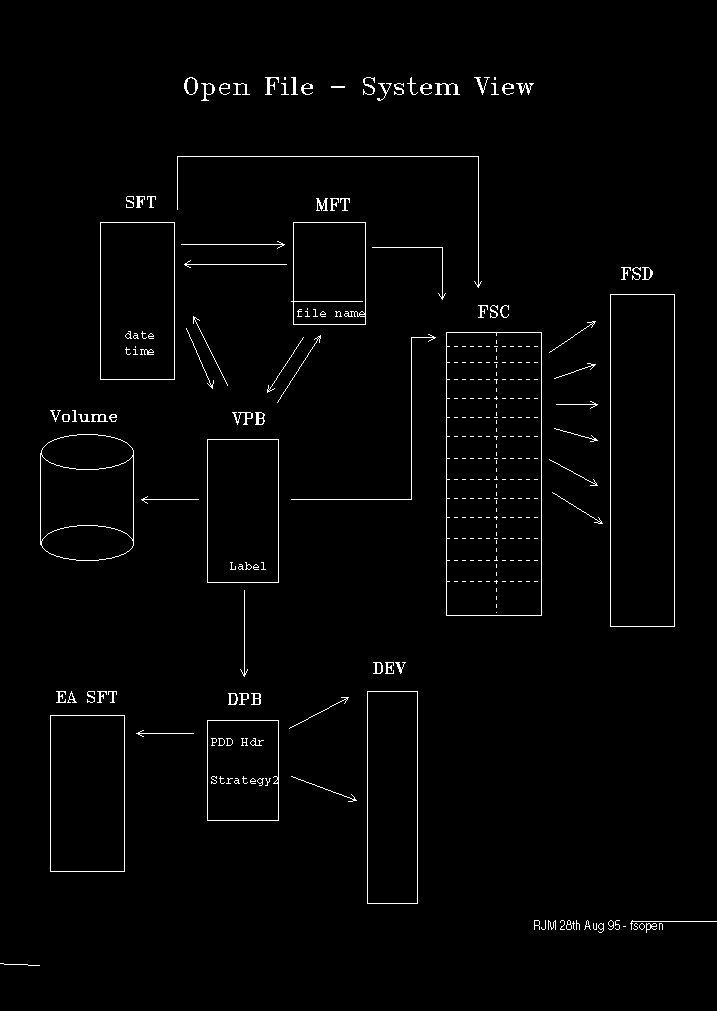 Open File - System View
SFT
MFT
FSD
file name
FSC
date
time
Volume
VPB
Label
DEV
EA SFT
DPB
PDD Hdr
Strategy2
RJM 28th Aug 95 - fsopen